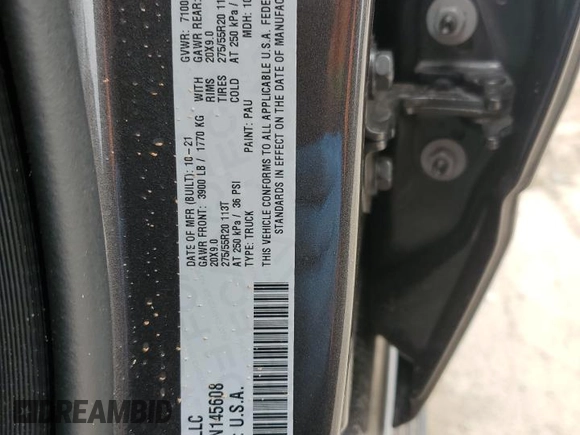 LLC
DATE OF MFR (BUILT): 10-21 GVWR: 7100
GAWR FRONT: 3900 LB / 1770 KG WITH GAWR REAR:
20X9.0 RIMS 20X9.0
275/55R20 113T TIRES 275/55R20 11
AT 250 kPa / 36 PSI COLD AT 250 kPa /
TYPE: TRUCK PAINT: PAU MDH: 10
THIS VEHICLE CONFORMS TO ALL APPLICABLE U.S.A. FEDE
STANDARDS IN EFFECT ON THE DATE OF MANUFAC
N145608
U.S.A.
DREAMBID